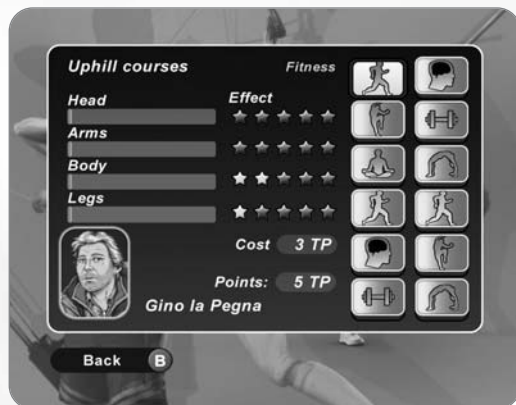 Uphill courses
Fitness
Head
Effect
Arms
Body
Legs
Cost 3 TP
Points: 5 TP
Gino la Pegna
Back B